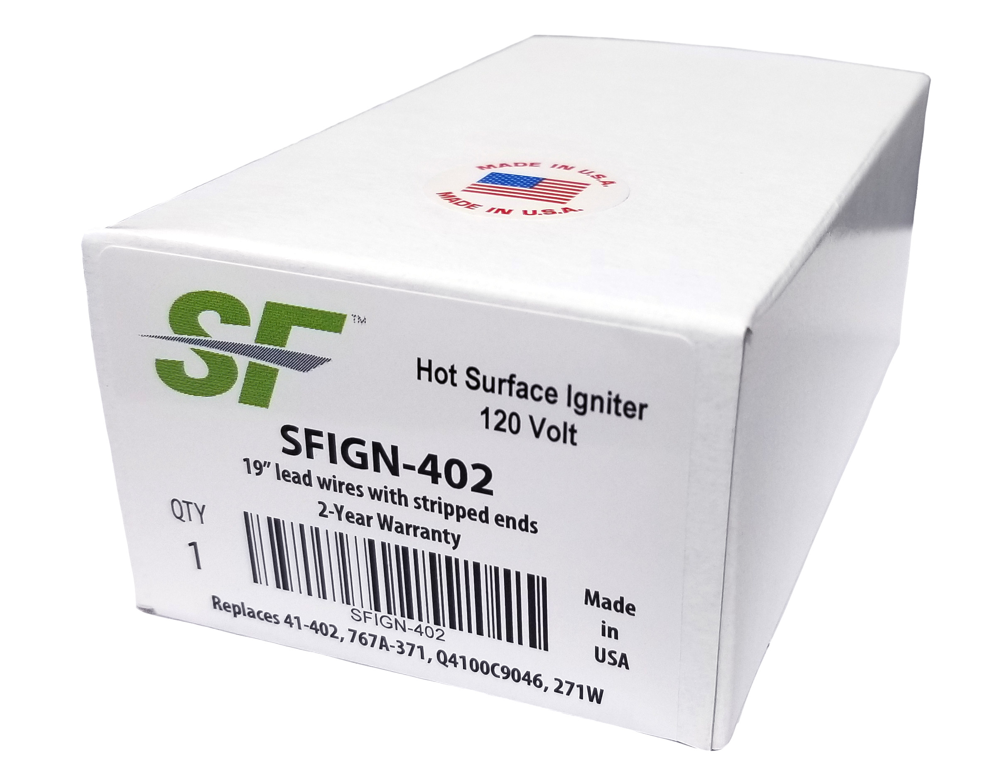 MADE IN U.S.A.
MADE IN U.S.A.
SF™
Hot Surface Igniter
120 Volt
SFIGN-402
19” lead wires with stripped ends
2-Year Warranty
QTY
1
SFIGN-402
Replaces 41-402, 767A-371, Q4100C9046, 271W
Made
in
USA